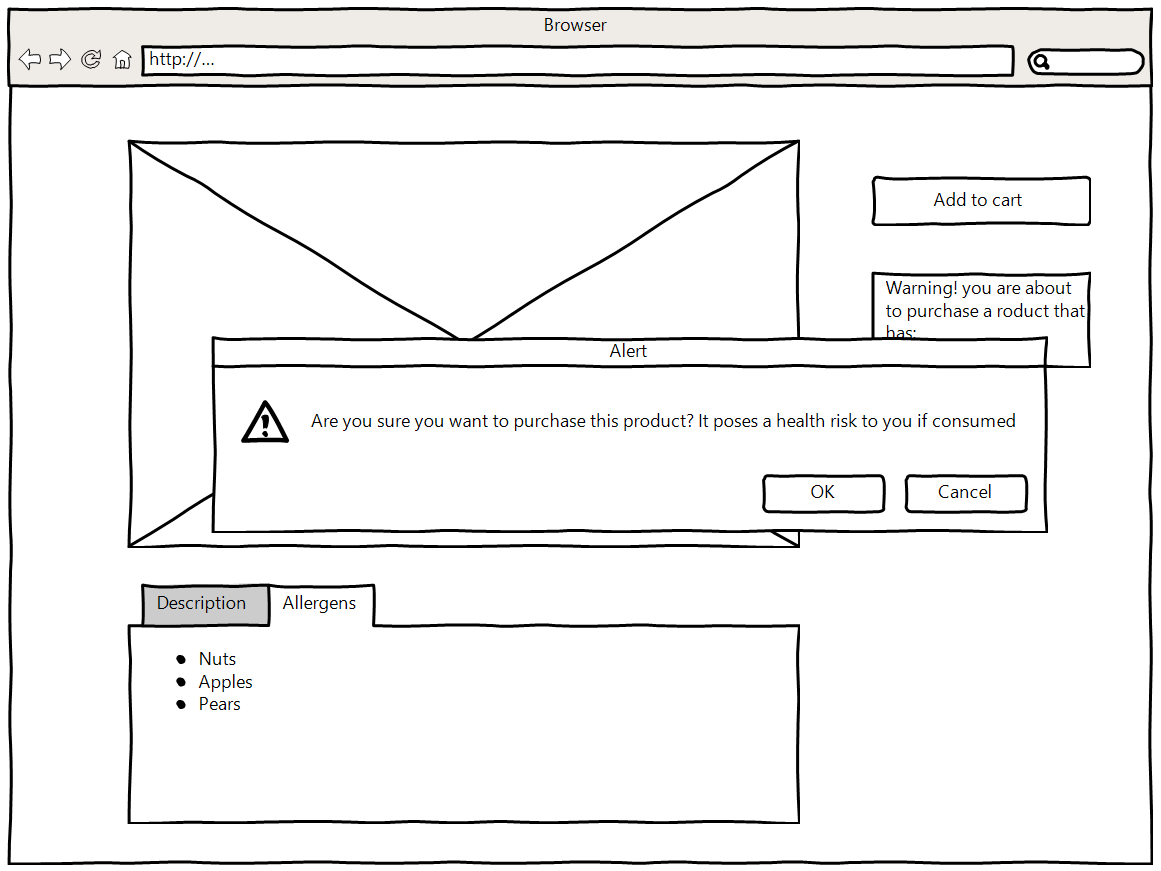 Browser
http://...
Add to cart
Warning! you are about
to purchase a roduct that
has:
Alert
Are you sure you want to purchase this product? It poses a health risk to you if consumed
OK
Cancel
Description
Allergens
Nuts
Apples
Pears